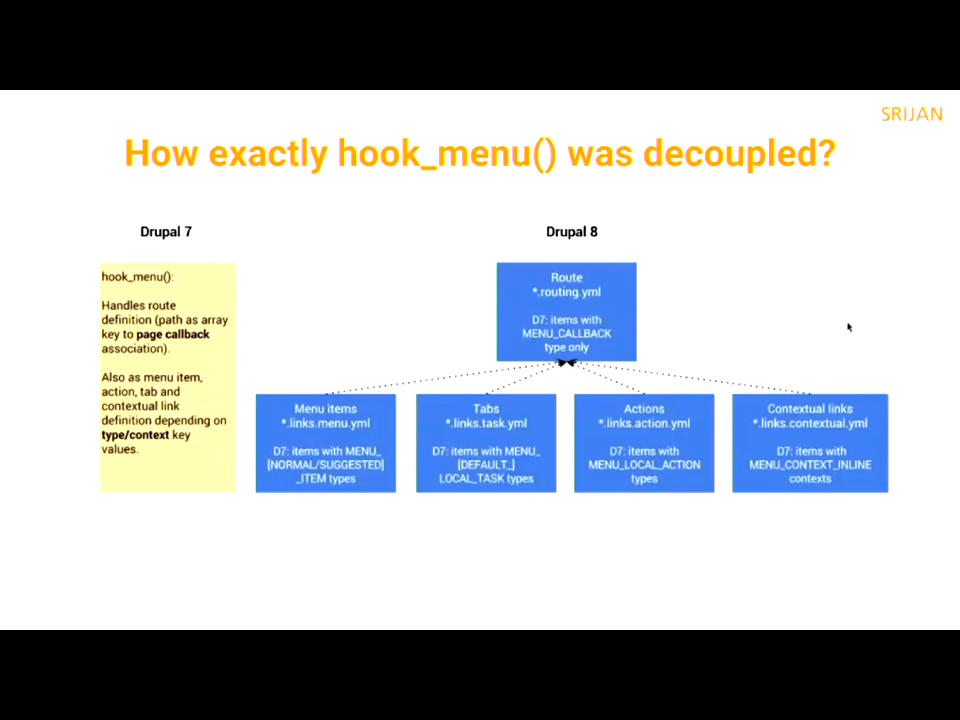 SRIJAN
How exactly hook_menu() was decoupled?
Drupal 7
hook_menu():
Handles route
definition (path as array
key to page callback
association).
Also as menu item,
action, tab and
contextual link
definition depending on
type/context key
values.
Drupal 8
Route
*.routing.yml
D7: items with
MENU_CALLBACK
type only
Menu items
*.links.menu.yml
D7: items with MENU_
[NORMAL/SUGGESTED]
_ITEM types
Tabs
*.links.task.yml
D7: items with MENU_
[DEFAULT_]
LOCAL_TASK types
Actions
*.links.action.yml
D7: items with
MENU_LOCAL_ACTION
types
Contextual links
*.links.contextual.yml
D7: items with
MENU_CONTEXT_INLINE
contexts